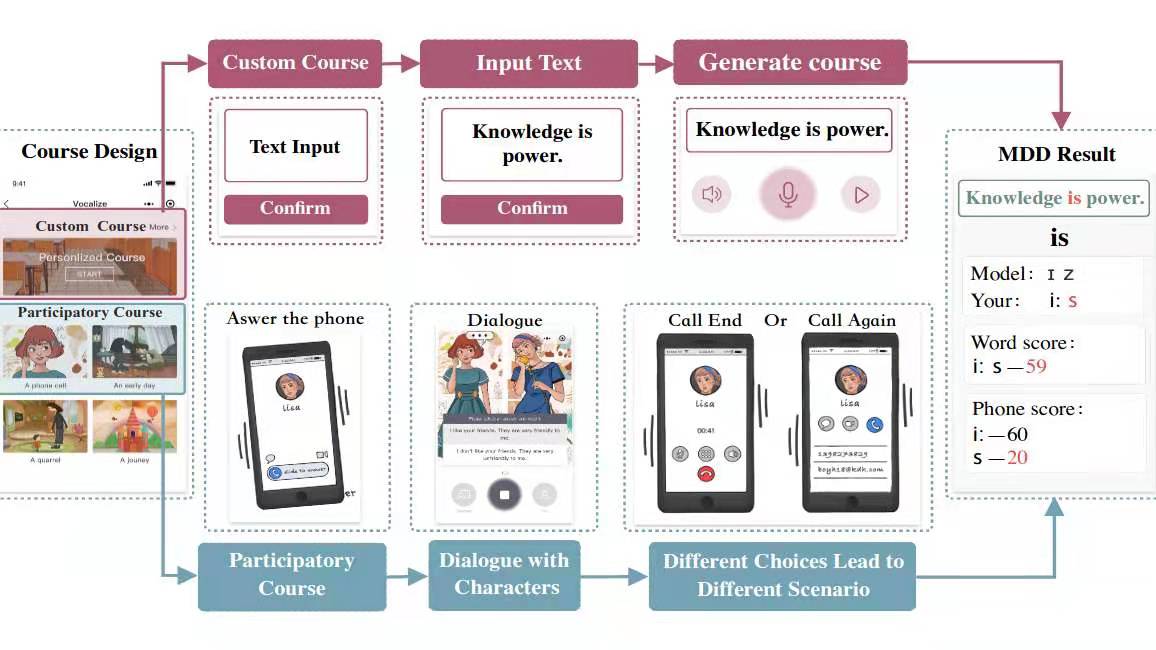 Custom Course
Input Text
Generate course
Course Design
9:41
Vocalize
Custom Course More
Personlized Course
START
Participatory Course
A phone call
An early day
A quarrel
A jouney
Text Input
Confirm
Knowledge is
power.
Confirm
Knowledge is power.
Aswer the phone
Lisa
slide to answer
er
Dialogue
I like your friends. They are very friendly to
me.
I don't like your friends. They are very
unfriendly to me.
Call End Or Call Again
Lisa
00:41
Lisa
MDD Result
Knowledge is power.
is
Model: ɪ z
Your: i: s
Word score:
i: s —59
Phone score:
i: —60
s —20
Participatory
Course
Dialogue with
Characters
Different Choices Lead to
Different Scenario